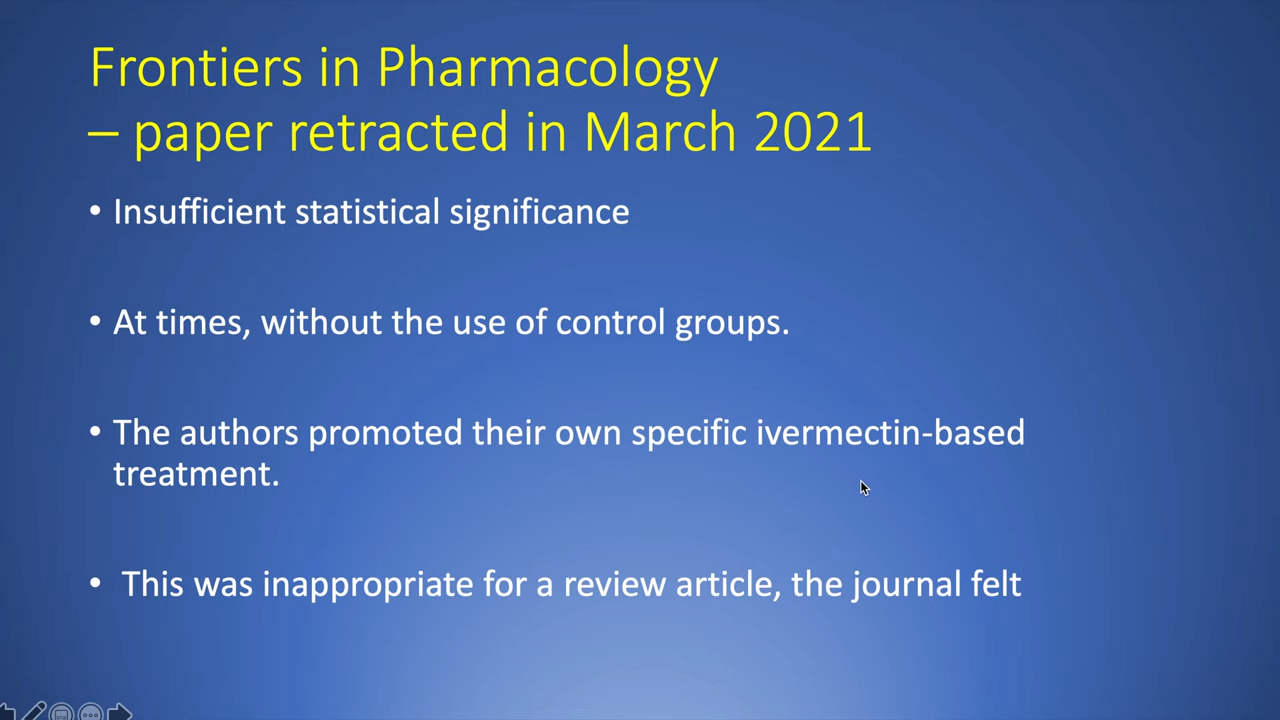 Frontiers in Pharmacology
– paper retracted in March 2021
• Insufficient statistical significance
• At times, without the use of control groups.
• The authors promoted their own specific ivermectin-based
treatment.
• This was inappropriate for a review article, the journal felt